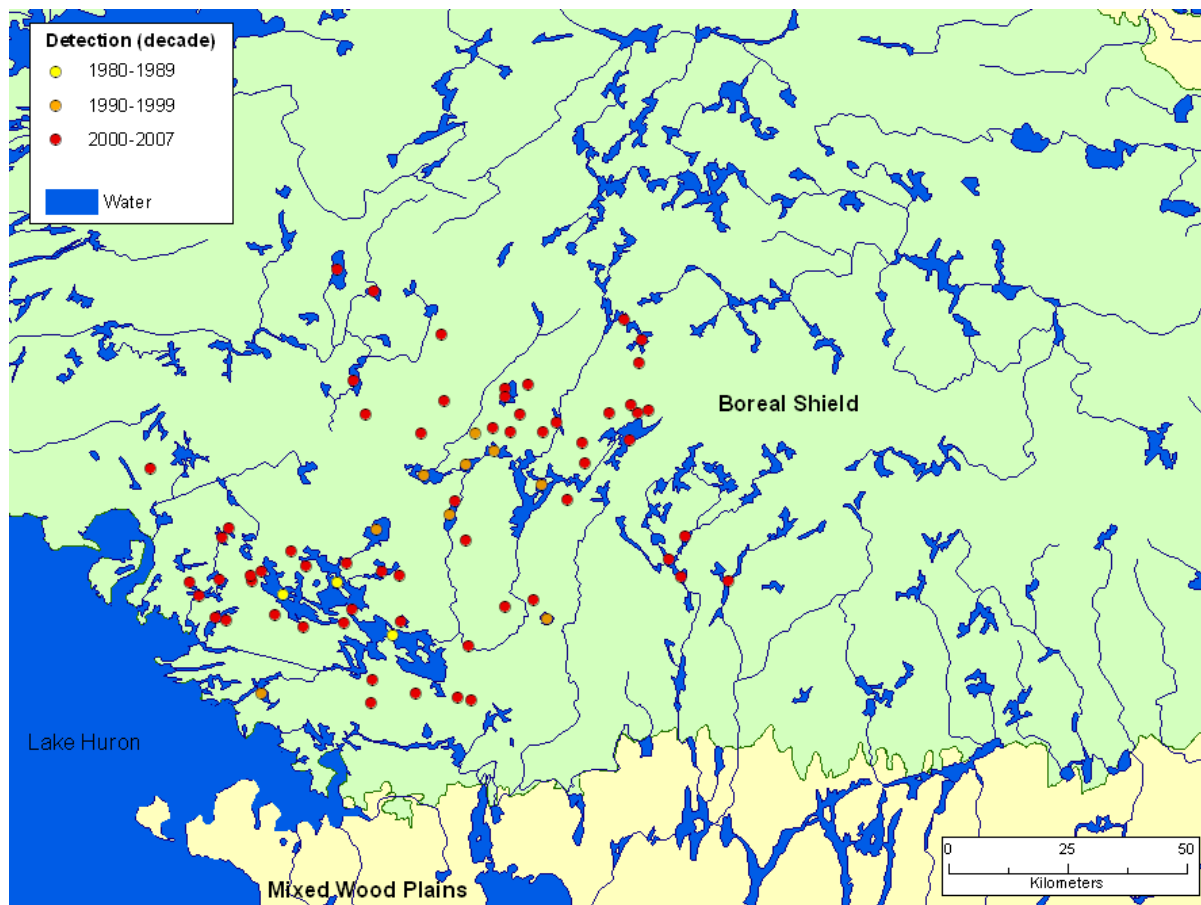 Detection (decade)
1980-1989
1990-1999
2000-2007
Water
Boreal Shield
Lake Huron
Mixed Wood Plains
0 25 50
Kilometers